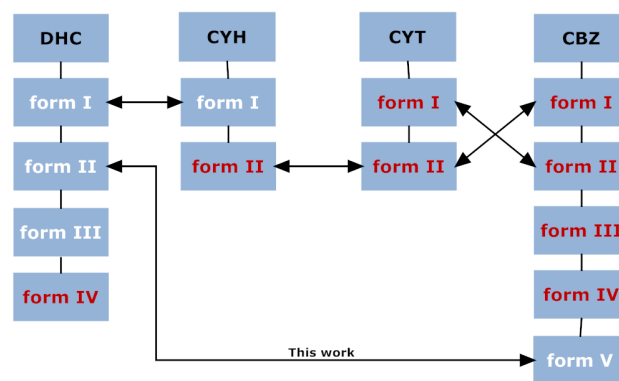 DHC CYH CYT CBZ
form I form I form I form I
form II form II form II form II
form III form III
form IV form IV
This work
form V